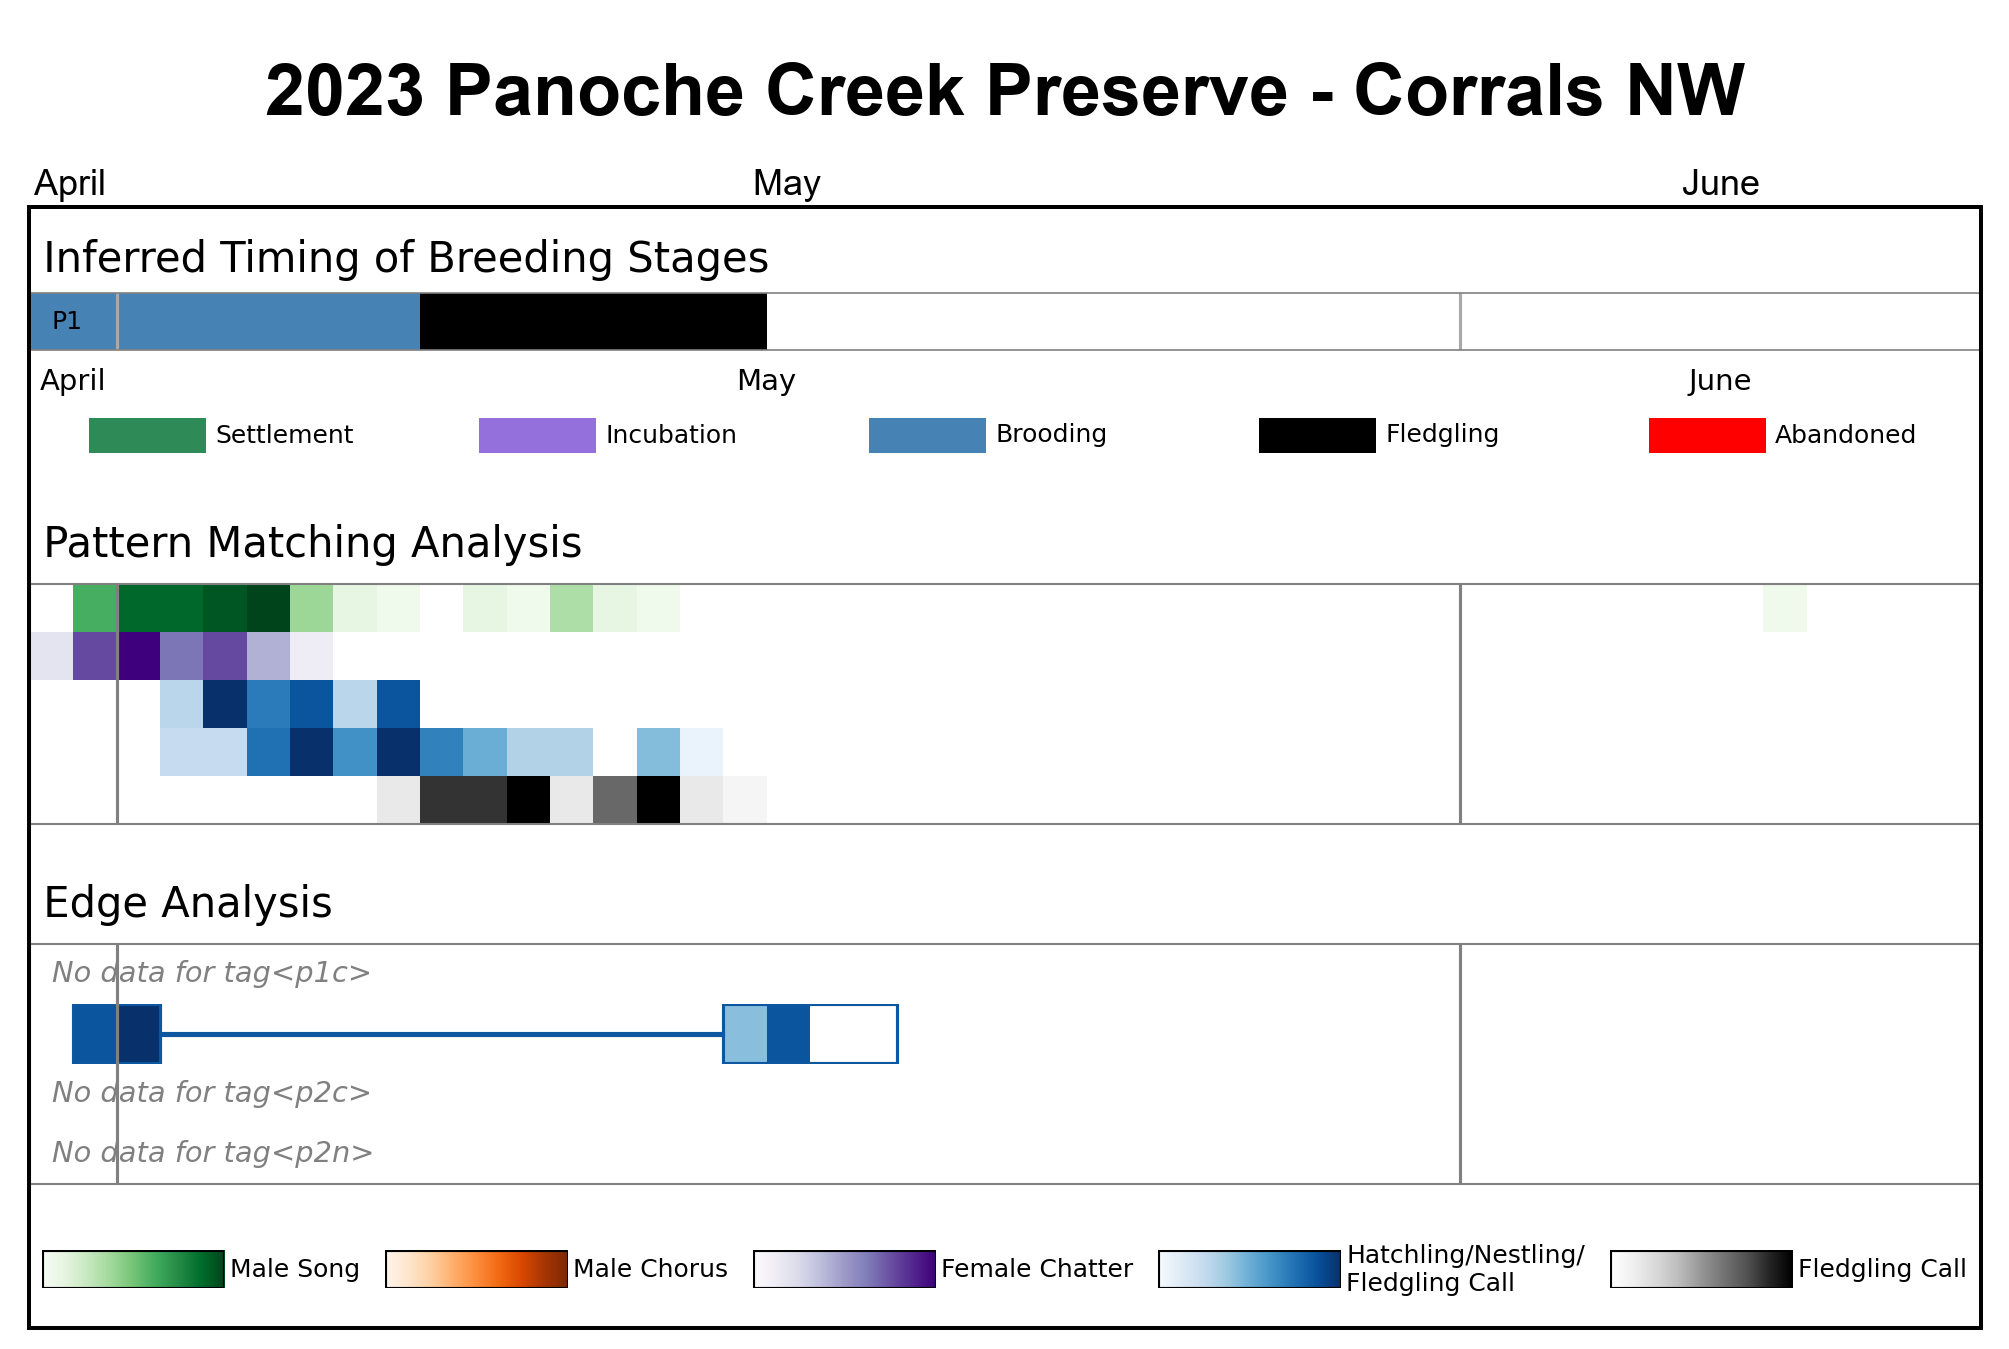 2023 Panoche Creek Preserve - Corrals NW
April May June
Inferred Timing of Breeding Stages
P1
April May June
Settlement Incubation Brooding Fledgling Abandoned
Pattern Matching Analysis
Edge Analysis
No data for tag<p1c>
No data for tag<p2c>
No data for tag<p2n>
Male Song Male Chorus Female Chatter Hatchling/Nestling/
Fledgling Call Fledgling Call